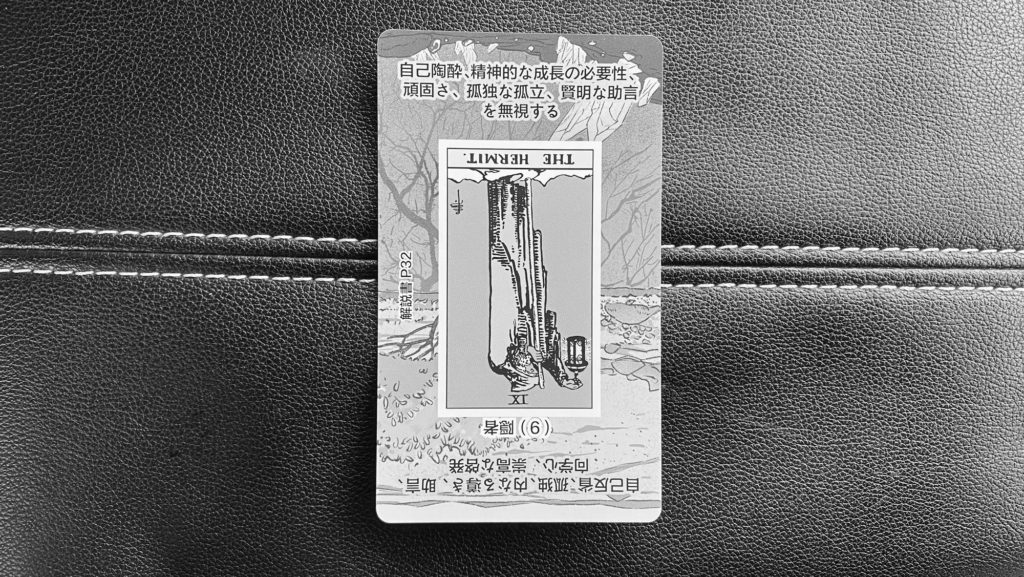 自己陶酔、精神的な成長の必要性、
頑固さ、孤独な孤立、賢明な助言
を無視する
THE HERMIT.
解説書P32
IX
(9) 隠者
自己反省、孤独、内なる導き、助言、
向学心、崇高な啓発